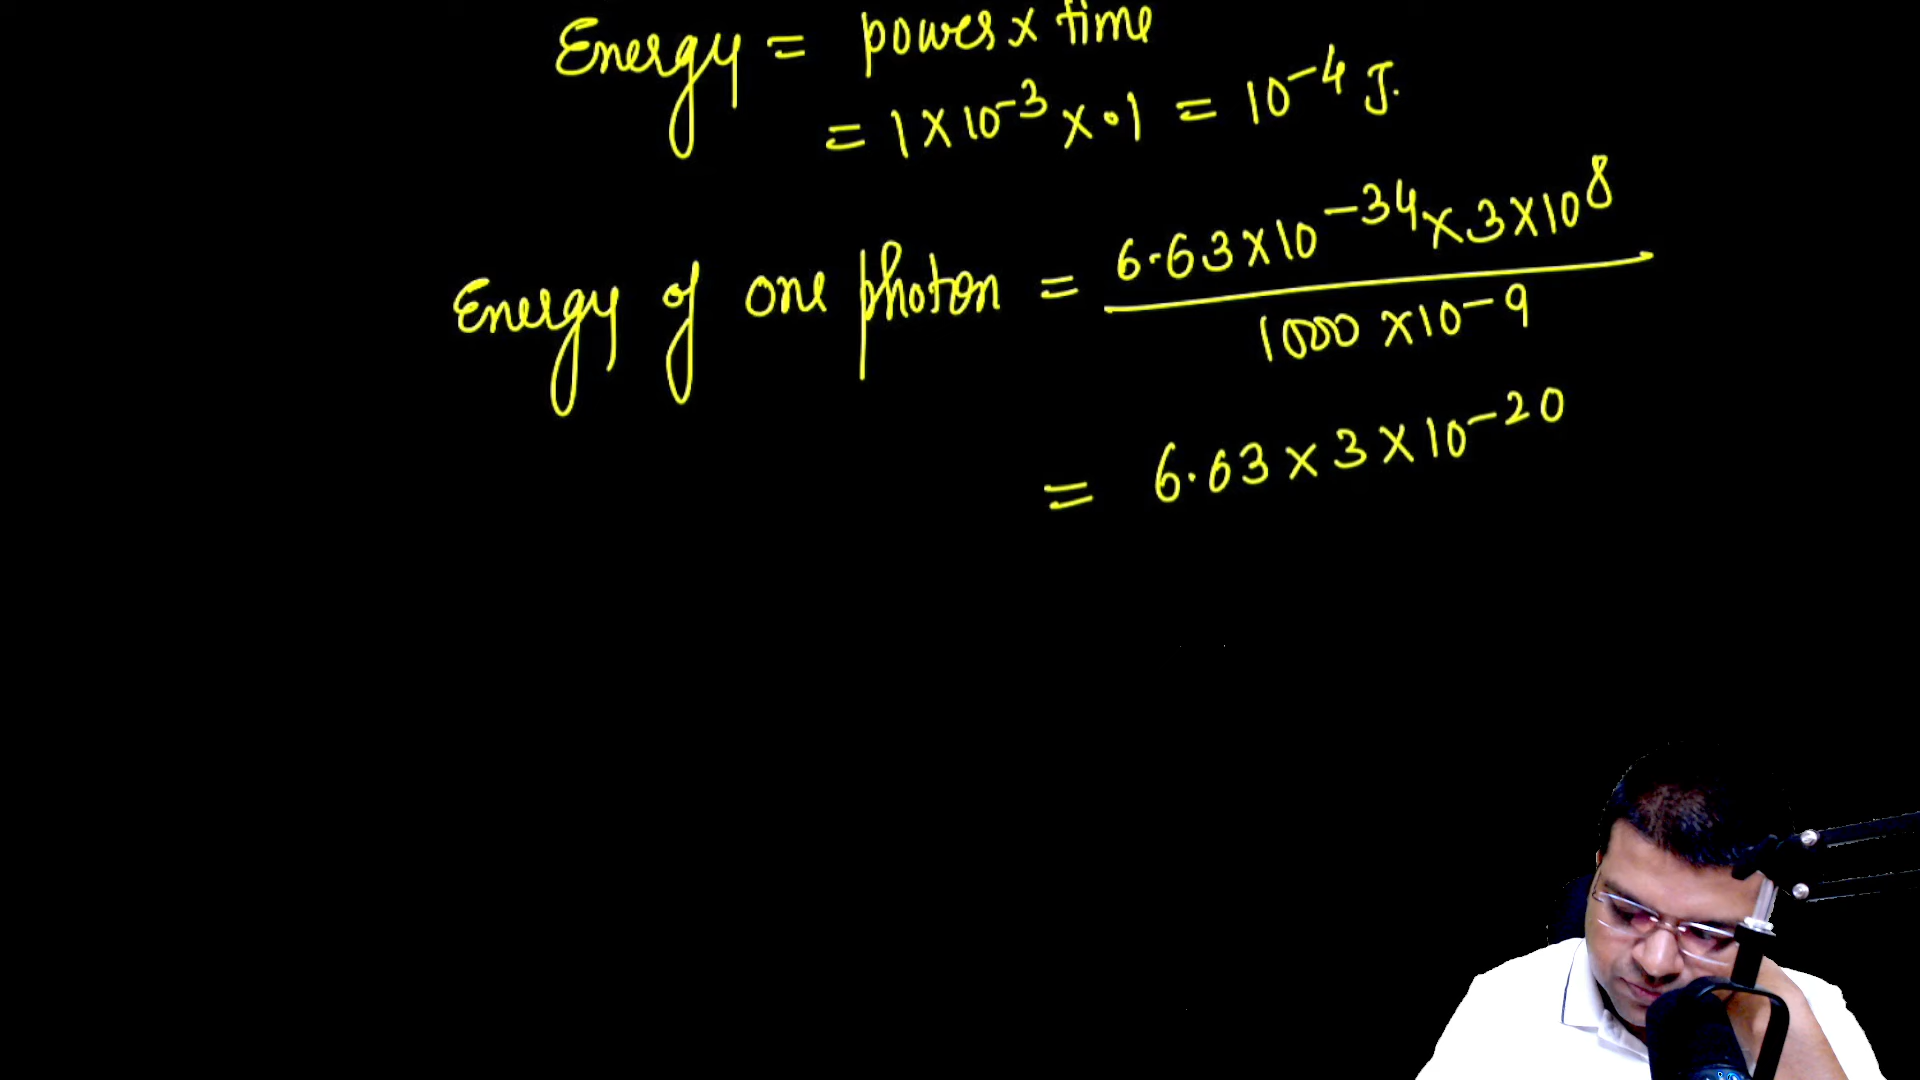 Energy = power × time
= 1 × 10⁻³ × .1 = 10⁻⁴ J.
Energy of one photon = 6.63 × 10⁻³⁴ × 3 × 10⁸
1000 × 10⁻⁹
= 6.63 × 3 × 10⁻²⁰